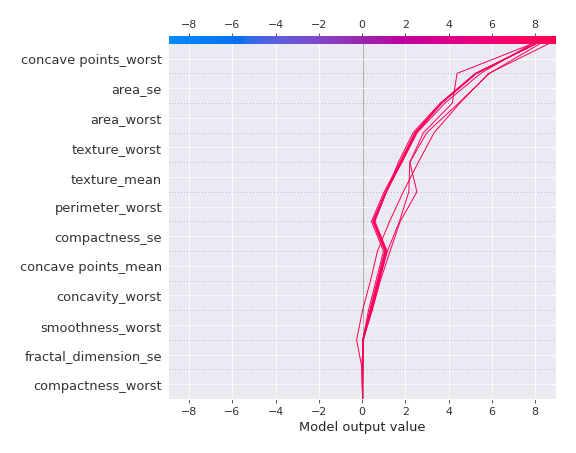 −8 −6 −4 −2 0 2 4 6 8
concave points_worst
area_se
area_worst
texture_worst
texture_mean
perimeter_worst
compactness_se
concave points_mean
concavity_worst
smoothness_worst
fractal_dimension_se
compactness_worst
−8 −6 −4 −2 0 2 4 6 8
Model output value